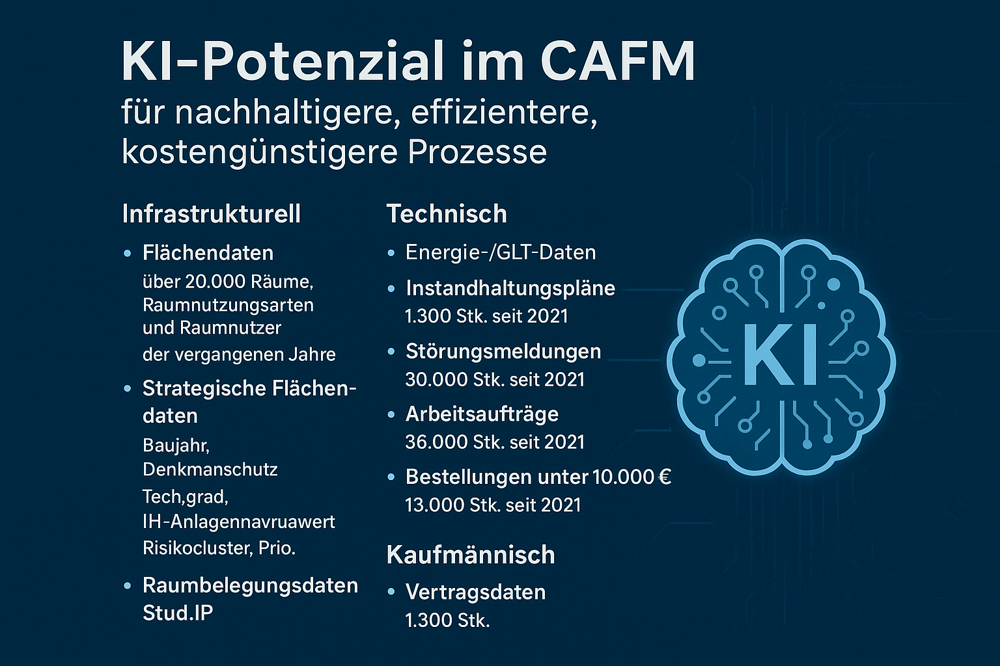 KI-Potenzial im CAFM
für nachhaltigere, effizientere,
kostengünstigere Prozesse
Infrastrukturell
• Flächendaten
über 20.000 Räume,
Raumnutzungsarten
und Raumnutzer
der vergangenen Jahre
• Strategische Flächen-
daten
Baujahr,
Denkmanschutz
Tech,grad,
IH-Anlagennavruawert
Risikocluster, Prio.
• Raumbelegungsdaten
Stud.IP
Technisch
• Energie-/GLT-Daten
• Instandhaltungspläne
1.300 Stk. seit 2021
• Störungsmeldungen
30.000 Stk. seit 2021
• Arbeitsaufträge
36.000 Stk. seit 2021
• Bestellungen unter 10.000 €
13.000 Stk. seit 2021
Kaufmännisch
• Vertragsdaten
1.300 Stk.
KI